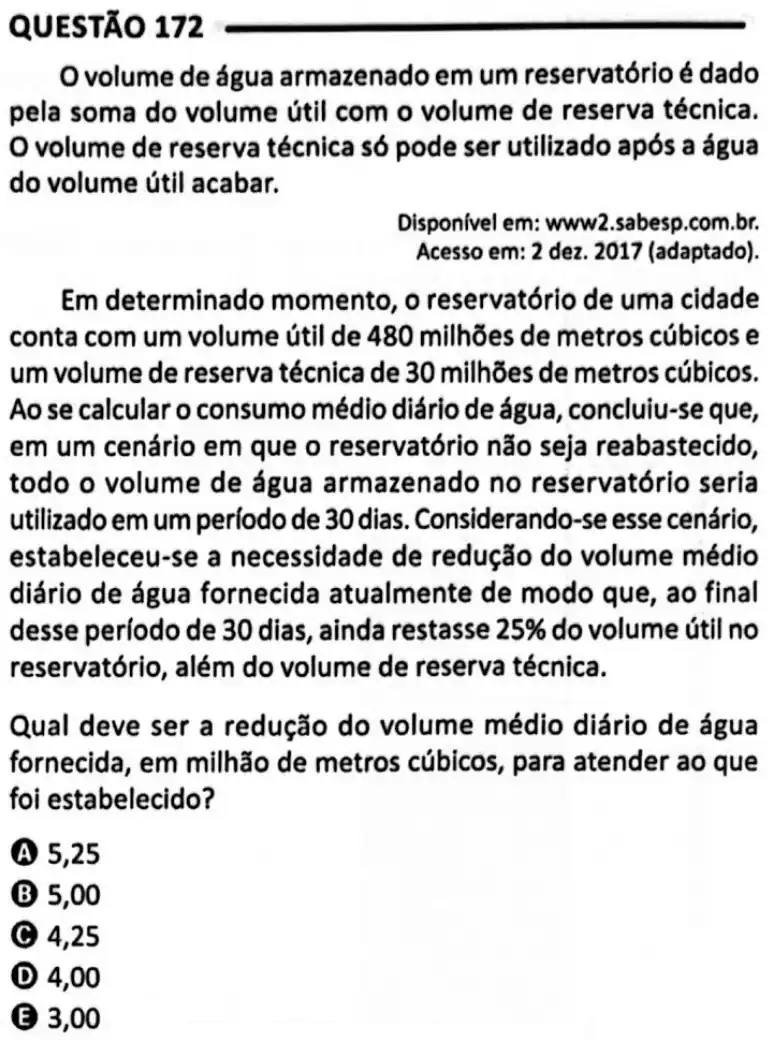 QUESTÃO 172
O volume de água armazenado em um reservatório é dado
pela soma do volume útil com o volume de reserva técnica.
O volume de reserva técnica só pode ser utilizado após a água
do volume útil acabar.
Disponível em: www2.sabesp.com.br.
Acesso em: 2 dez. 2017 (adaptado).
Em determinado momento, o reservatório de uma cidade
conta com um volume útil de 480 milhões de metros cúbicos e
um volume de reserva técnica de 30 milhões de metros cúbicos.
Ao se calcular o consumo médio diário de água, concluiu-se que,
em um cenário em que o reservatório não seja reabastecido,
todo o volume de água armazenado no reservatório seria
utilizado em um período de 30 dias. Considerando-se esse cenário,
estabeleceu-se a necessidade de redução do volume médio
diário de água fornecida atualmente de modo que, ao final
desse período de 30 dias, ainda restasse 25% do volume útil no
reservatório, além do volume de reserva técnica.
Qual deve ser a redução do volume médio diário de água
fornecida, em milhão de metros cúbicos, para atender ao que
foi estabelecido?
A 5,25
B 5,00
C 4,25
D 4,00
E 3,00